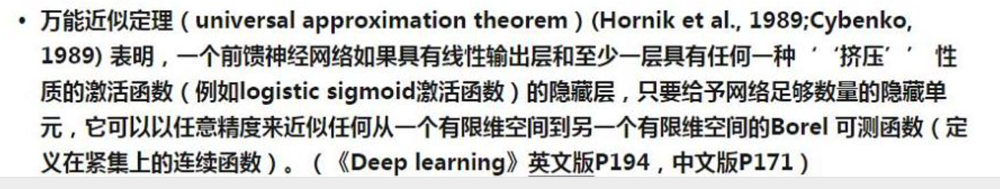 • 万能近似定理（universal approximation theorem）(Hornik et al., 1989;Cybenko,
1989) 表明，一个前馈神经网络如果具有线性输出层和至少一层具有任何一种‘‘挤压’’ 性
质的激活函数（例如logistic sigmoid激活函数）的隐藏层，只要给予网络足够数量的隐藏单
元，它可以以任意精度来近似任何从一个有限维空间到另一个有限维空间的Borel 可测函数（定
义在紧集上的连续函数）。（《Deep learning》英文版P194，中文版P171）